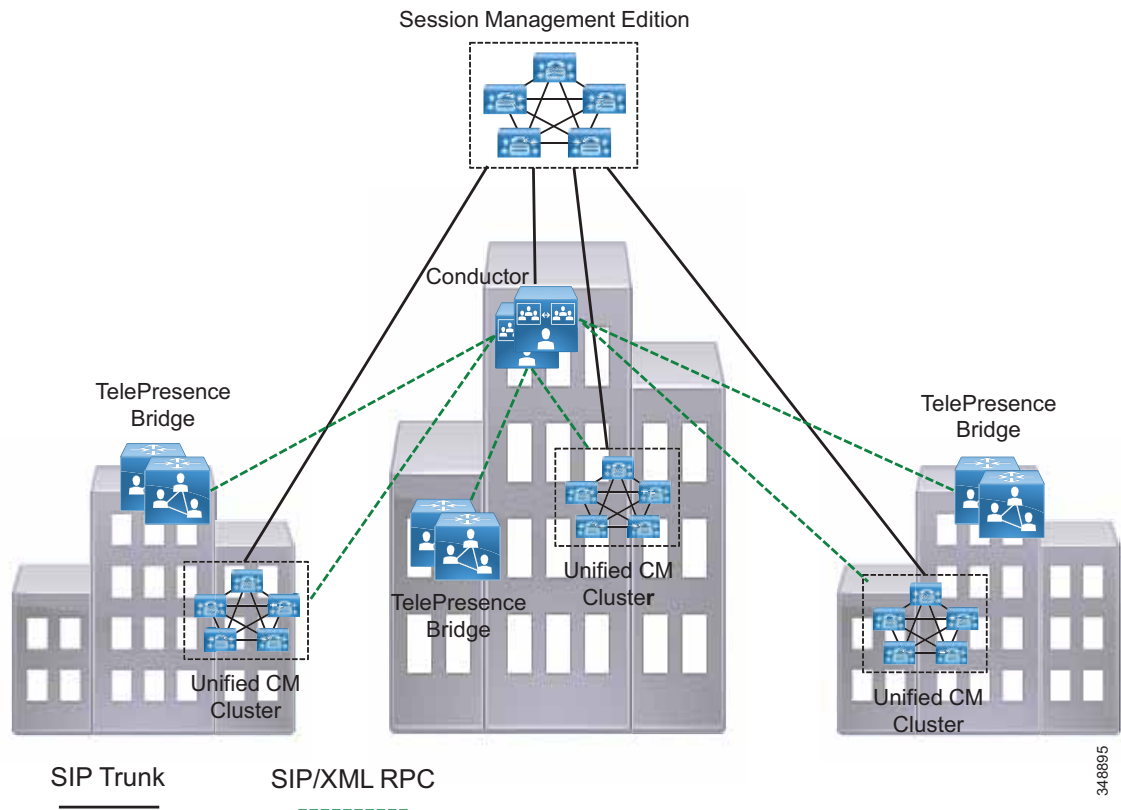 Session Management Edition
Conductor
TelePresence
Bridge
TelePresence
Bridge
Unified CM
Cluster
TelePresence
Bridge
Unified CM
Cluster
Unified CM
Cluster
SIP Trunk
SIP/XML RPC
348895